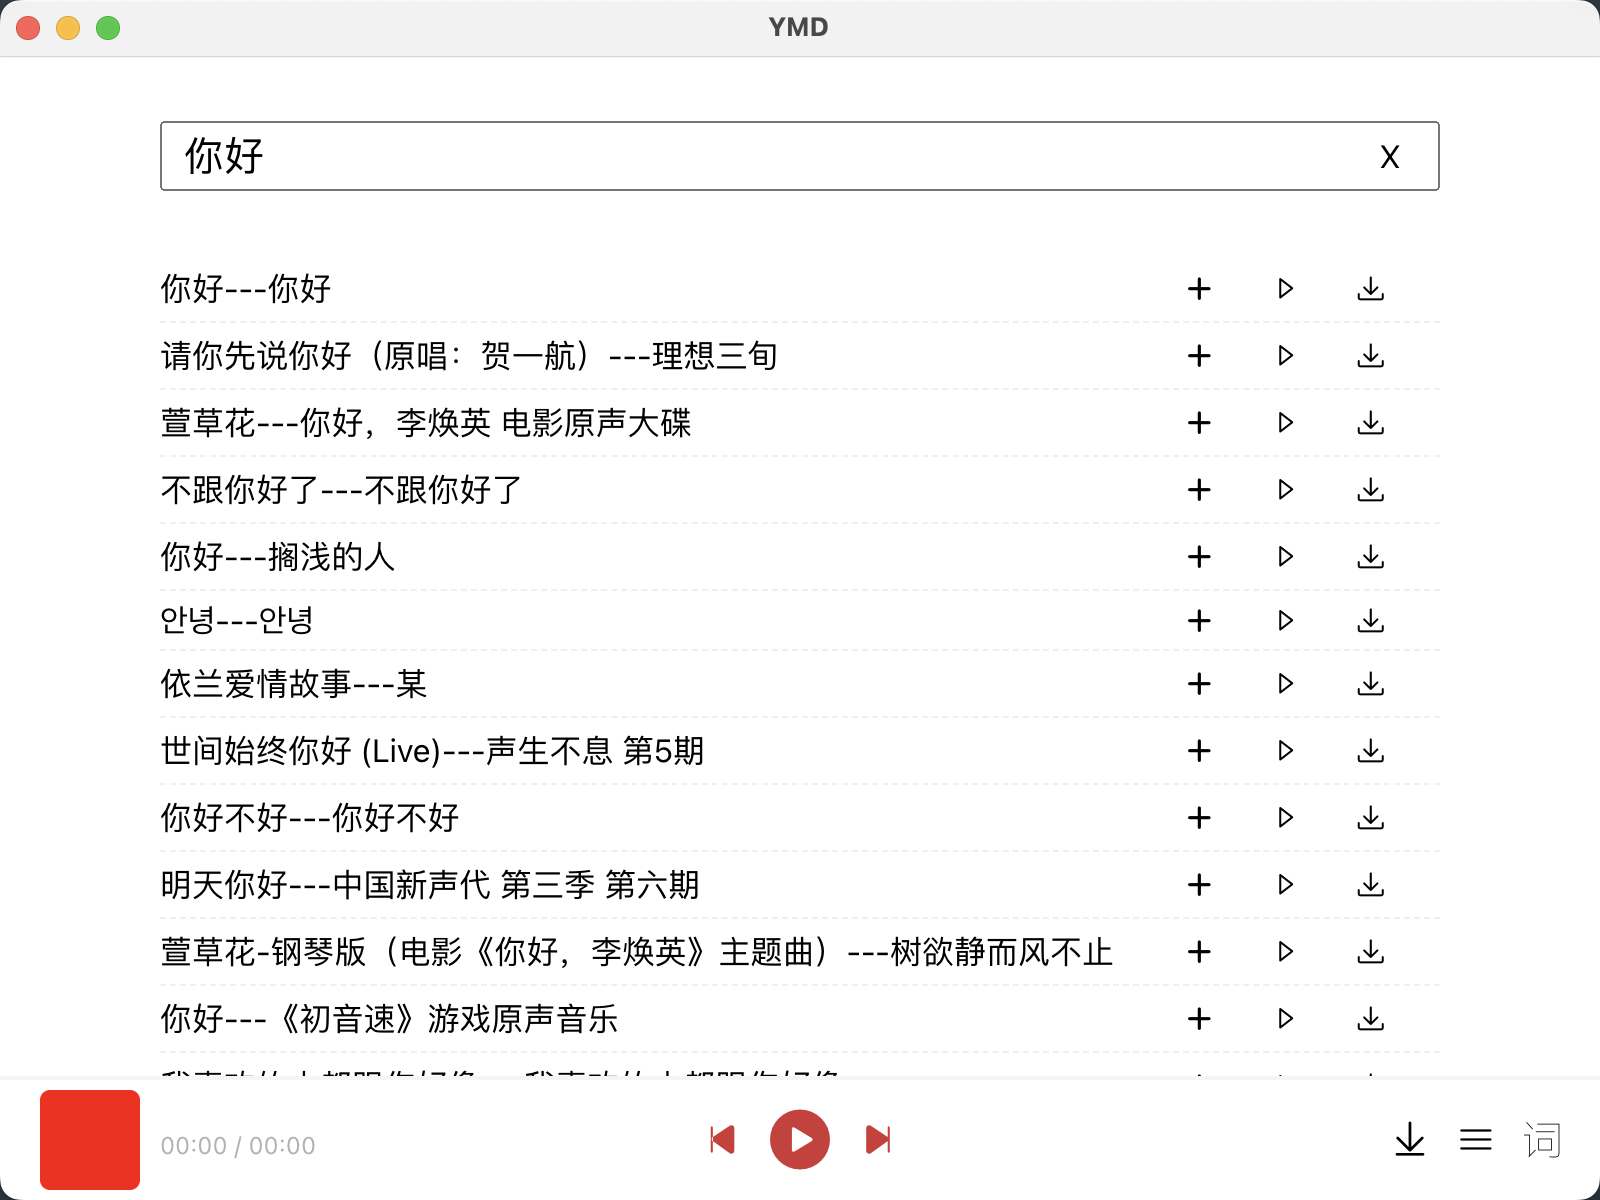 YMD
你好 X
你好---你好
请你先说你好（原唱：贺一航）---理想三旬
萱草花---你好，李焕英 电影原声大碟
不跟你好了---不跟你好了
你好---搁浅的人
안녕---안녕
依兰爱情故事---某
世间始终你好 (Live)---声生不息 第5期
你好不好---你好不好
明天你好---中国新声代 第三季 第六期
萱草花-钢琴版（电影《你好，李焕英》主题曲）---树欲静而风不止
你好---《初音速》游戏原声音乐
00:00 / 00:00
词